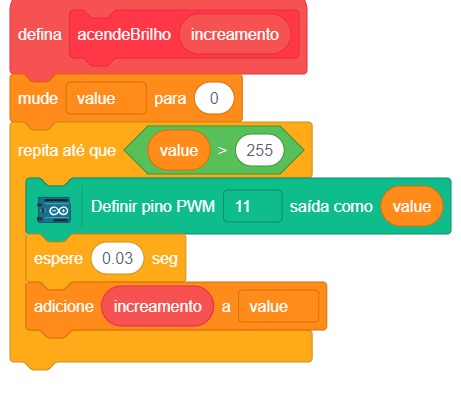 defina acendeBrilho increamento
mude value para 0
repita até que value > 255
Definir pino PWM 11 saída como value
espere 0.03 seg
adicione increamento a value